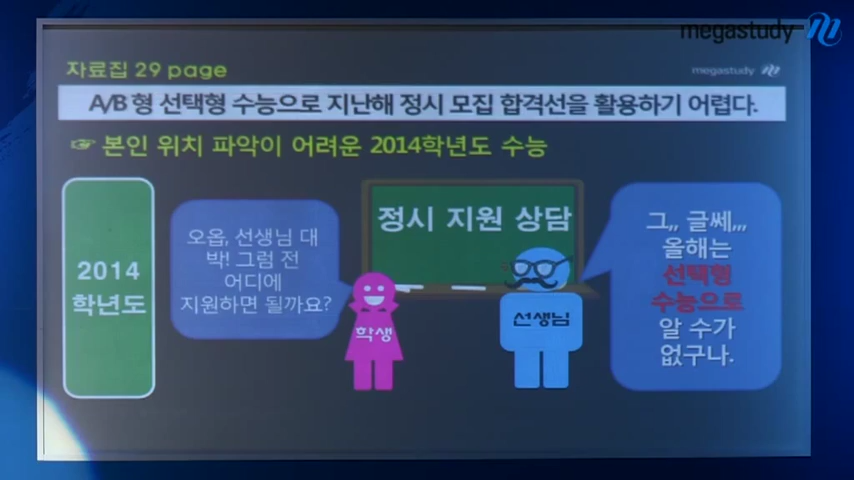 megastudy
자료집 29 page
megastudy
A/B형 선택형 수능으로 지난해 정시 모집 합격선을 활용하기 어렵다.
☞ 본인 위치 파악이 어려운 2014학년도 수능
2014
학년도
오옵, 선생님 대
박! 그럼 전
어디에
지원하면 될까요?
학생
정시 지원 상담
선생님
그,, 글쎄,,,
올해는
선택형
수능으로
알 수가
없구나.